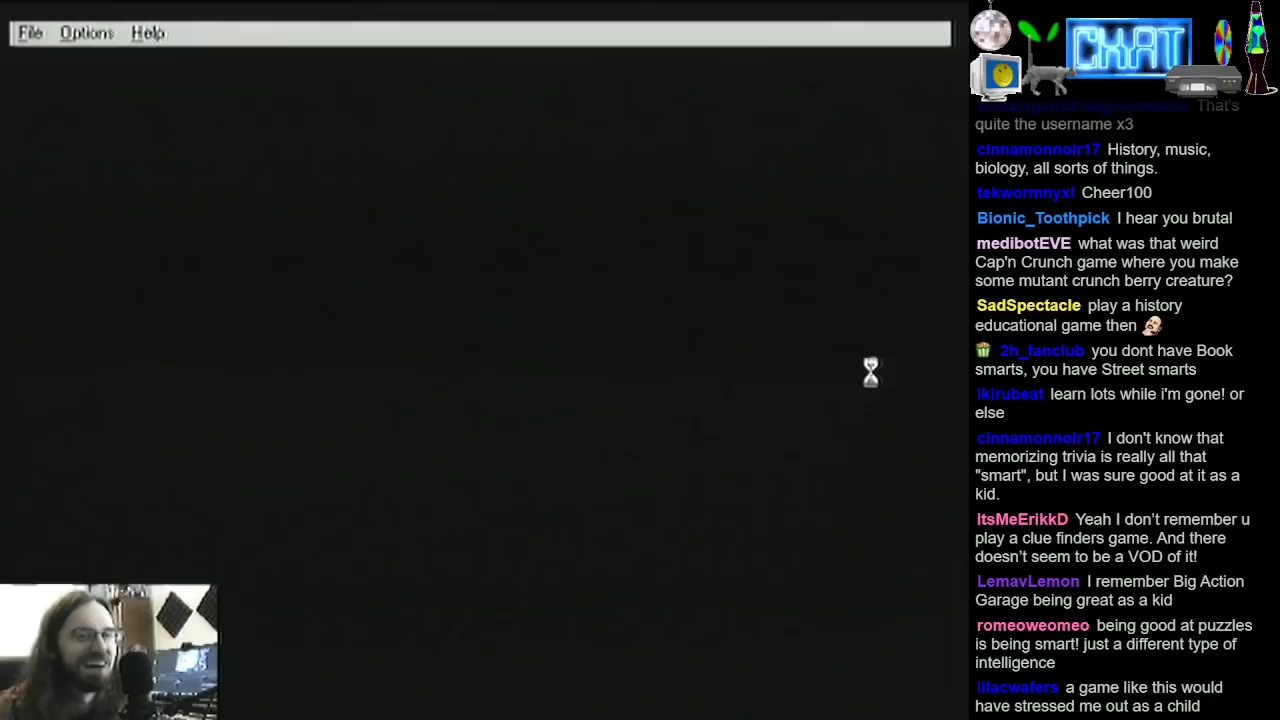 File Options Help
CHAT
That's
quite the username x3
cinnamonnoir17 History, music,
biology, all sorts of things.
tekwormnyxl Cheer100
Bionic_Toothpick I hear you brutal
medibotEVE what was that weird
Cap'n Crunch game where you make
some mutant crunch berry creature?
SadSpectacle play a history
educational game then
2h_fanclub you dont have Book
smarts, you have Street smarts
ikirubeat learn lots while i'm gone! or
else
cinnamonnoir17 I don't know that
memorizing trivia is really all that
"smart", but I was sure good at it as a
kid.
ItsMeErikkD Yeah I don’t remember u
play a clue finders game. And there
doesn’t seem to be a VOD of it!
LemavLemon I remember Big Action
Garage being great as a kid
romeoweomeo being good at puzzles
is being smart! just a different type of
intelligence
lilacwafers a game like this would
have stressed me out as a child